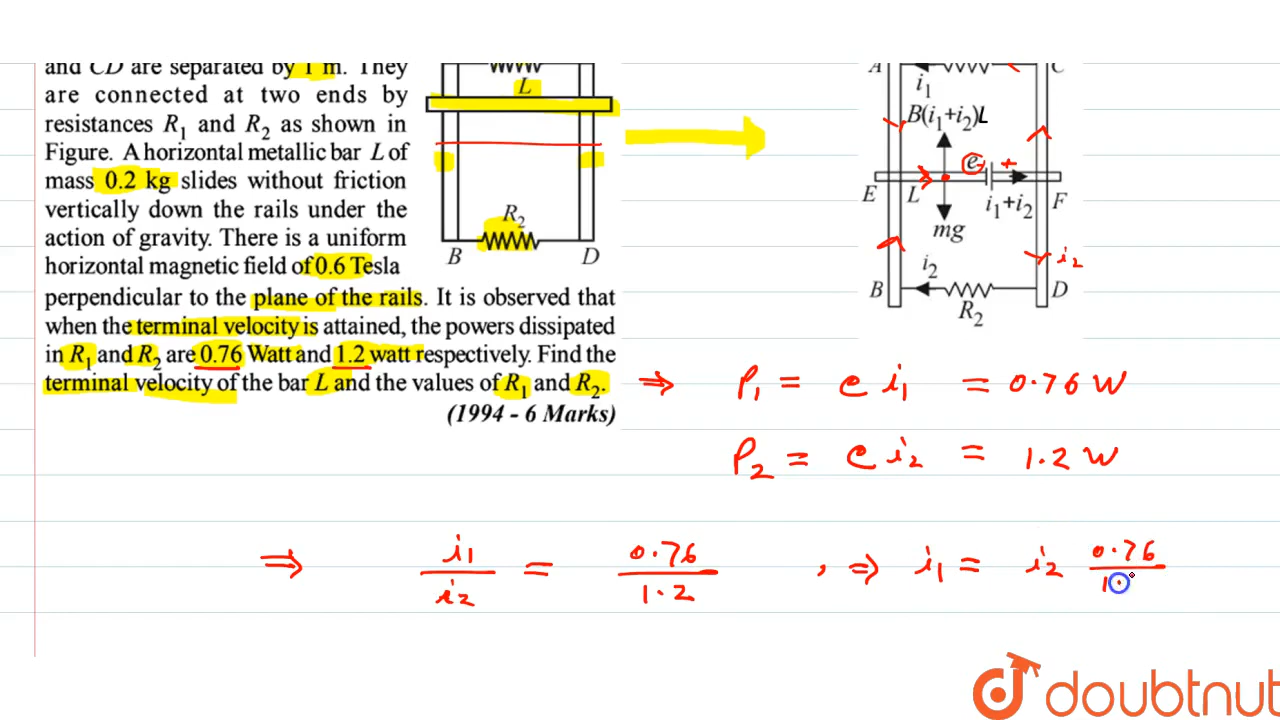 and CD are separated by 1 m. They
are connected at two ends by
resistances R₁ and R₂ as shown in
Figure. A horizontal metallic bar L of
mass 0.2 kg slides without friction
vertically down the rails under the
action of gravity. There is a uniform
horizontal magnetic field of 0.6 Tesla
perpendicular to the plane of the rails. It is observed that
when the terminal velocity is attained, the powers dissipated
in R₁ and R₂ are 0.76 Watt and 1.2 watt respectively. Find the
terminal velocity of the bar L and the values of R₁ and R₂.
(1994 - 6 Marks)
L
R₂
B D
A C
i₁
B(i₁+i₂)L
e +
E L i₁+i₂ F
mg
i₂ i₂
B D
R₂
⇒ P₁ = e i₁ = 0.76 W
P₂ = e i₂ = 1.2 W
⇒ i₁/i₂ = 0.76/1.2 , ⇒ i₁ = i₂ 0.76/1.
doubtnut